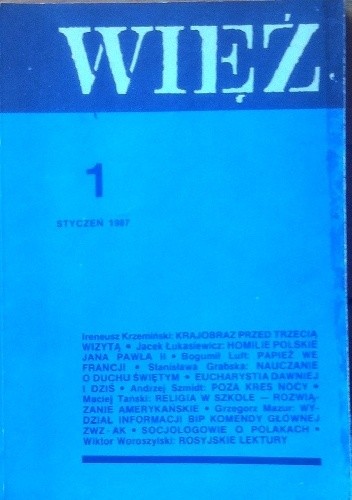 WIĘŹ
1
STYCZEŃ 1987
Ireneusz Krzemiński: KRAJOBRAZ PRZED TRZECIĄ
WIZYTĄ • Jacek Łukasiewicz: HOMILIE POLSKIE
JANA PAWŁA II • Bogumił Luft: PAPIEŻ WE
FRANCJI • Stanisława Grabska: NAUCZANIE
O DUCHU ŚWIĘTYM • EUCHARYSTIA DAWNIEJ
I DZIŚ • Andrzej Szmidt: POZA KRES NOCY •
Maciej Tański: RELIGIA W SZKOLE — ROZWIĄ-
ZANIE AMERYKAŃSKIE • Grzegorz Mazur: WY-
DZIAŁ INFORMACJI BIP KOMENDY GŁÓWNEJ
ZWZ-AK • SOCJOLOGOWIE O POLAKACH •
Wiktor Woroszylski: ROSYJSKIE LEKTURY